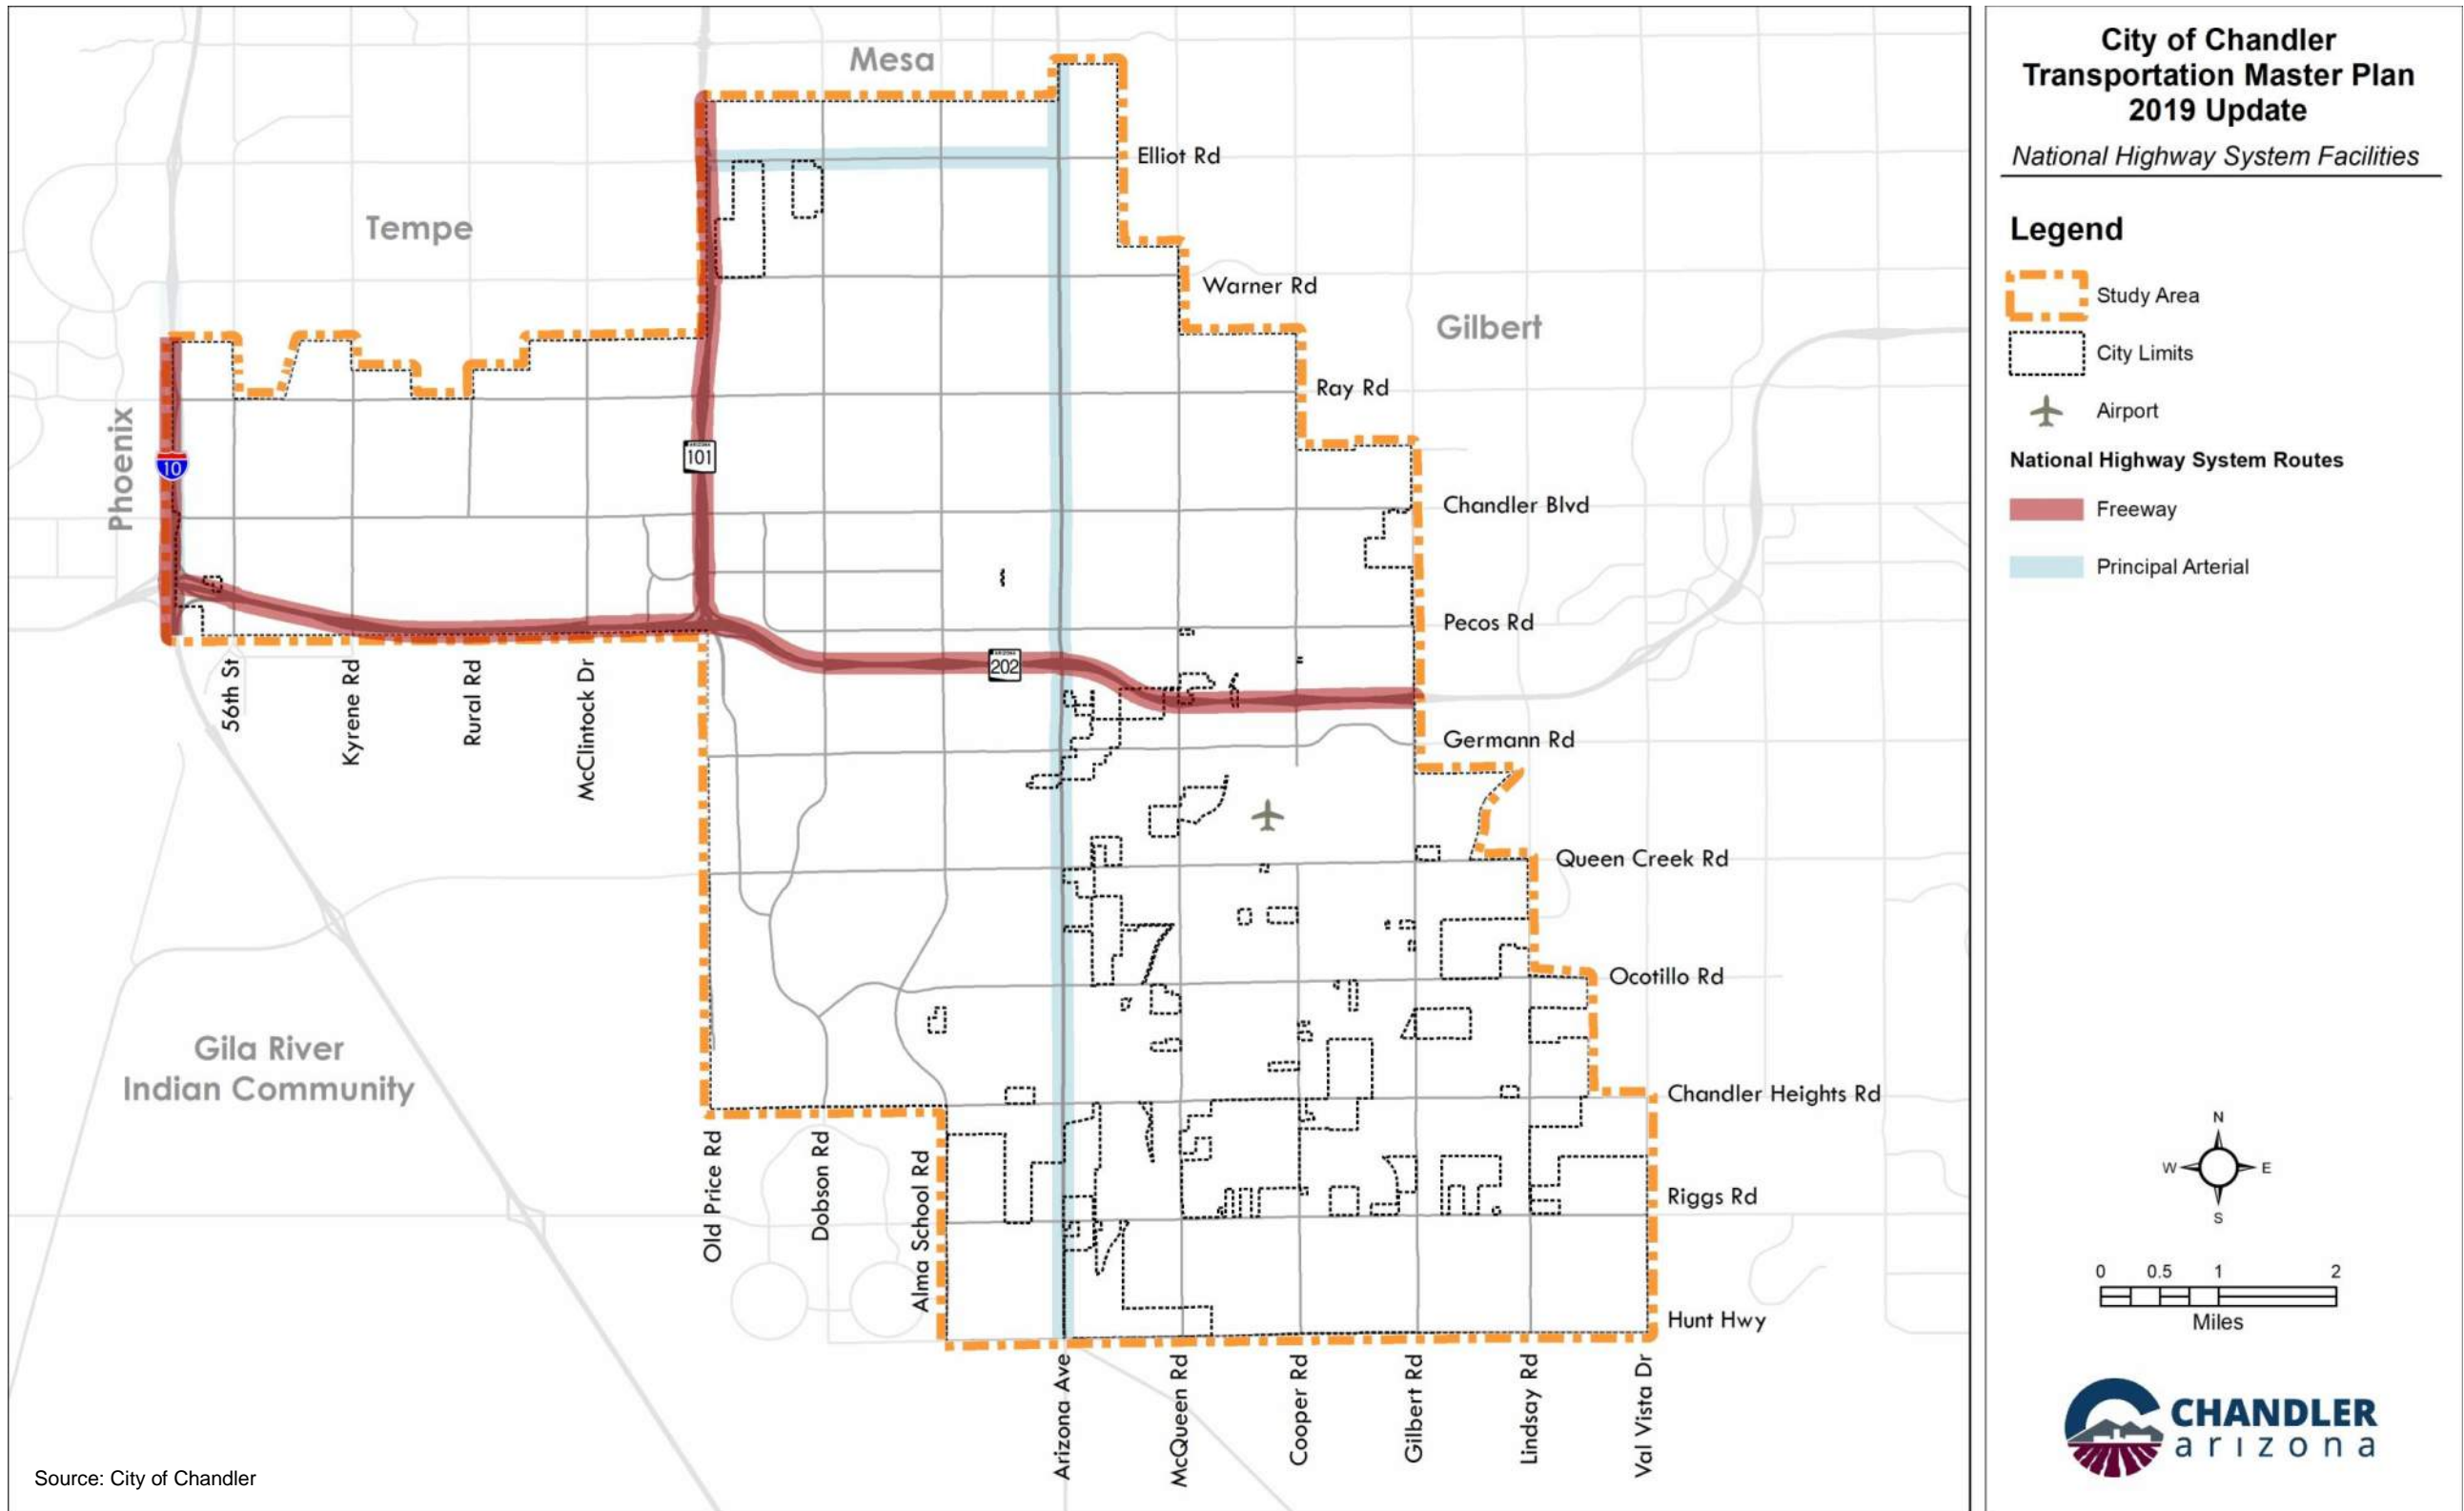 City of Chandler
Transportation Master Plan
2019 Update
National Highway System Facilities
Legend
Study Area
City Limits
Airport
National Highway System Routes
Freeway
Principal Arterial
Mesa
Tempe
Gilbert
Phoenix
Gila River
Indian Community
Elliot Rd
Warner Rd
Ray Rd
Chandler Blvd
Pecos Rd
Germann Rd
Queen Creek Rd
Ocotillo Rd
Chandler Heights Rd
Riggs Rd
Hunt Hwy
10
ARIZONA
101
ARIZONA
202
56th St
Kyrene Rd
Rural Rd
McClintock Dr
Old Price Rd
Dobson Rd
Alma School Rd
Arizona Ave
McQueen Rd
Cooper Rd
Gilbert Rd
Lindsay Rd
Val Vista Dr
N
W E
S
0 0.5 1 2
Miles
CHANDLER
arizona
Source: City of Chandler